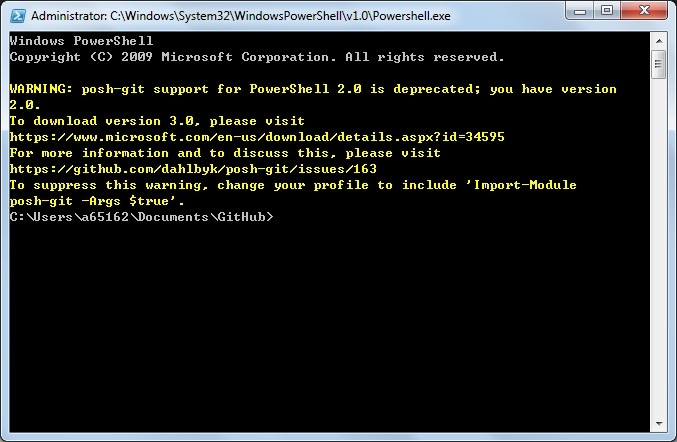 Administrator: C:\Windows\System32\WindowsPowerShell\v1.0\Powershell.exe
Windows PowerShell
Copyright (C) 2009 Microsoft Corporation. All rights reserved.
WARNING: posh-git support for PowerShell 2.0 is deprecated; you have version
2.0.
To download version 3.0, please visit
https://www.microsoft.com/en-us/download/details.aspx?id=34595
For more information and to discuss this, please visit
https://github.com/dahlbyk/posh-git/issues/163
To suppress this warning, change your profile to include 'Import-Module
posh-git -Args $true'.
C:\Users\a65162\Documents\GitHub>